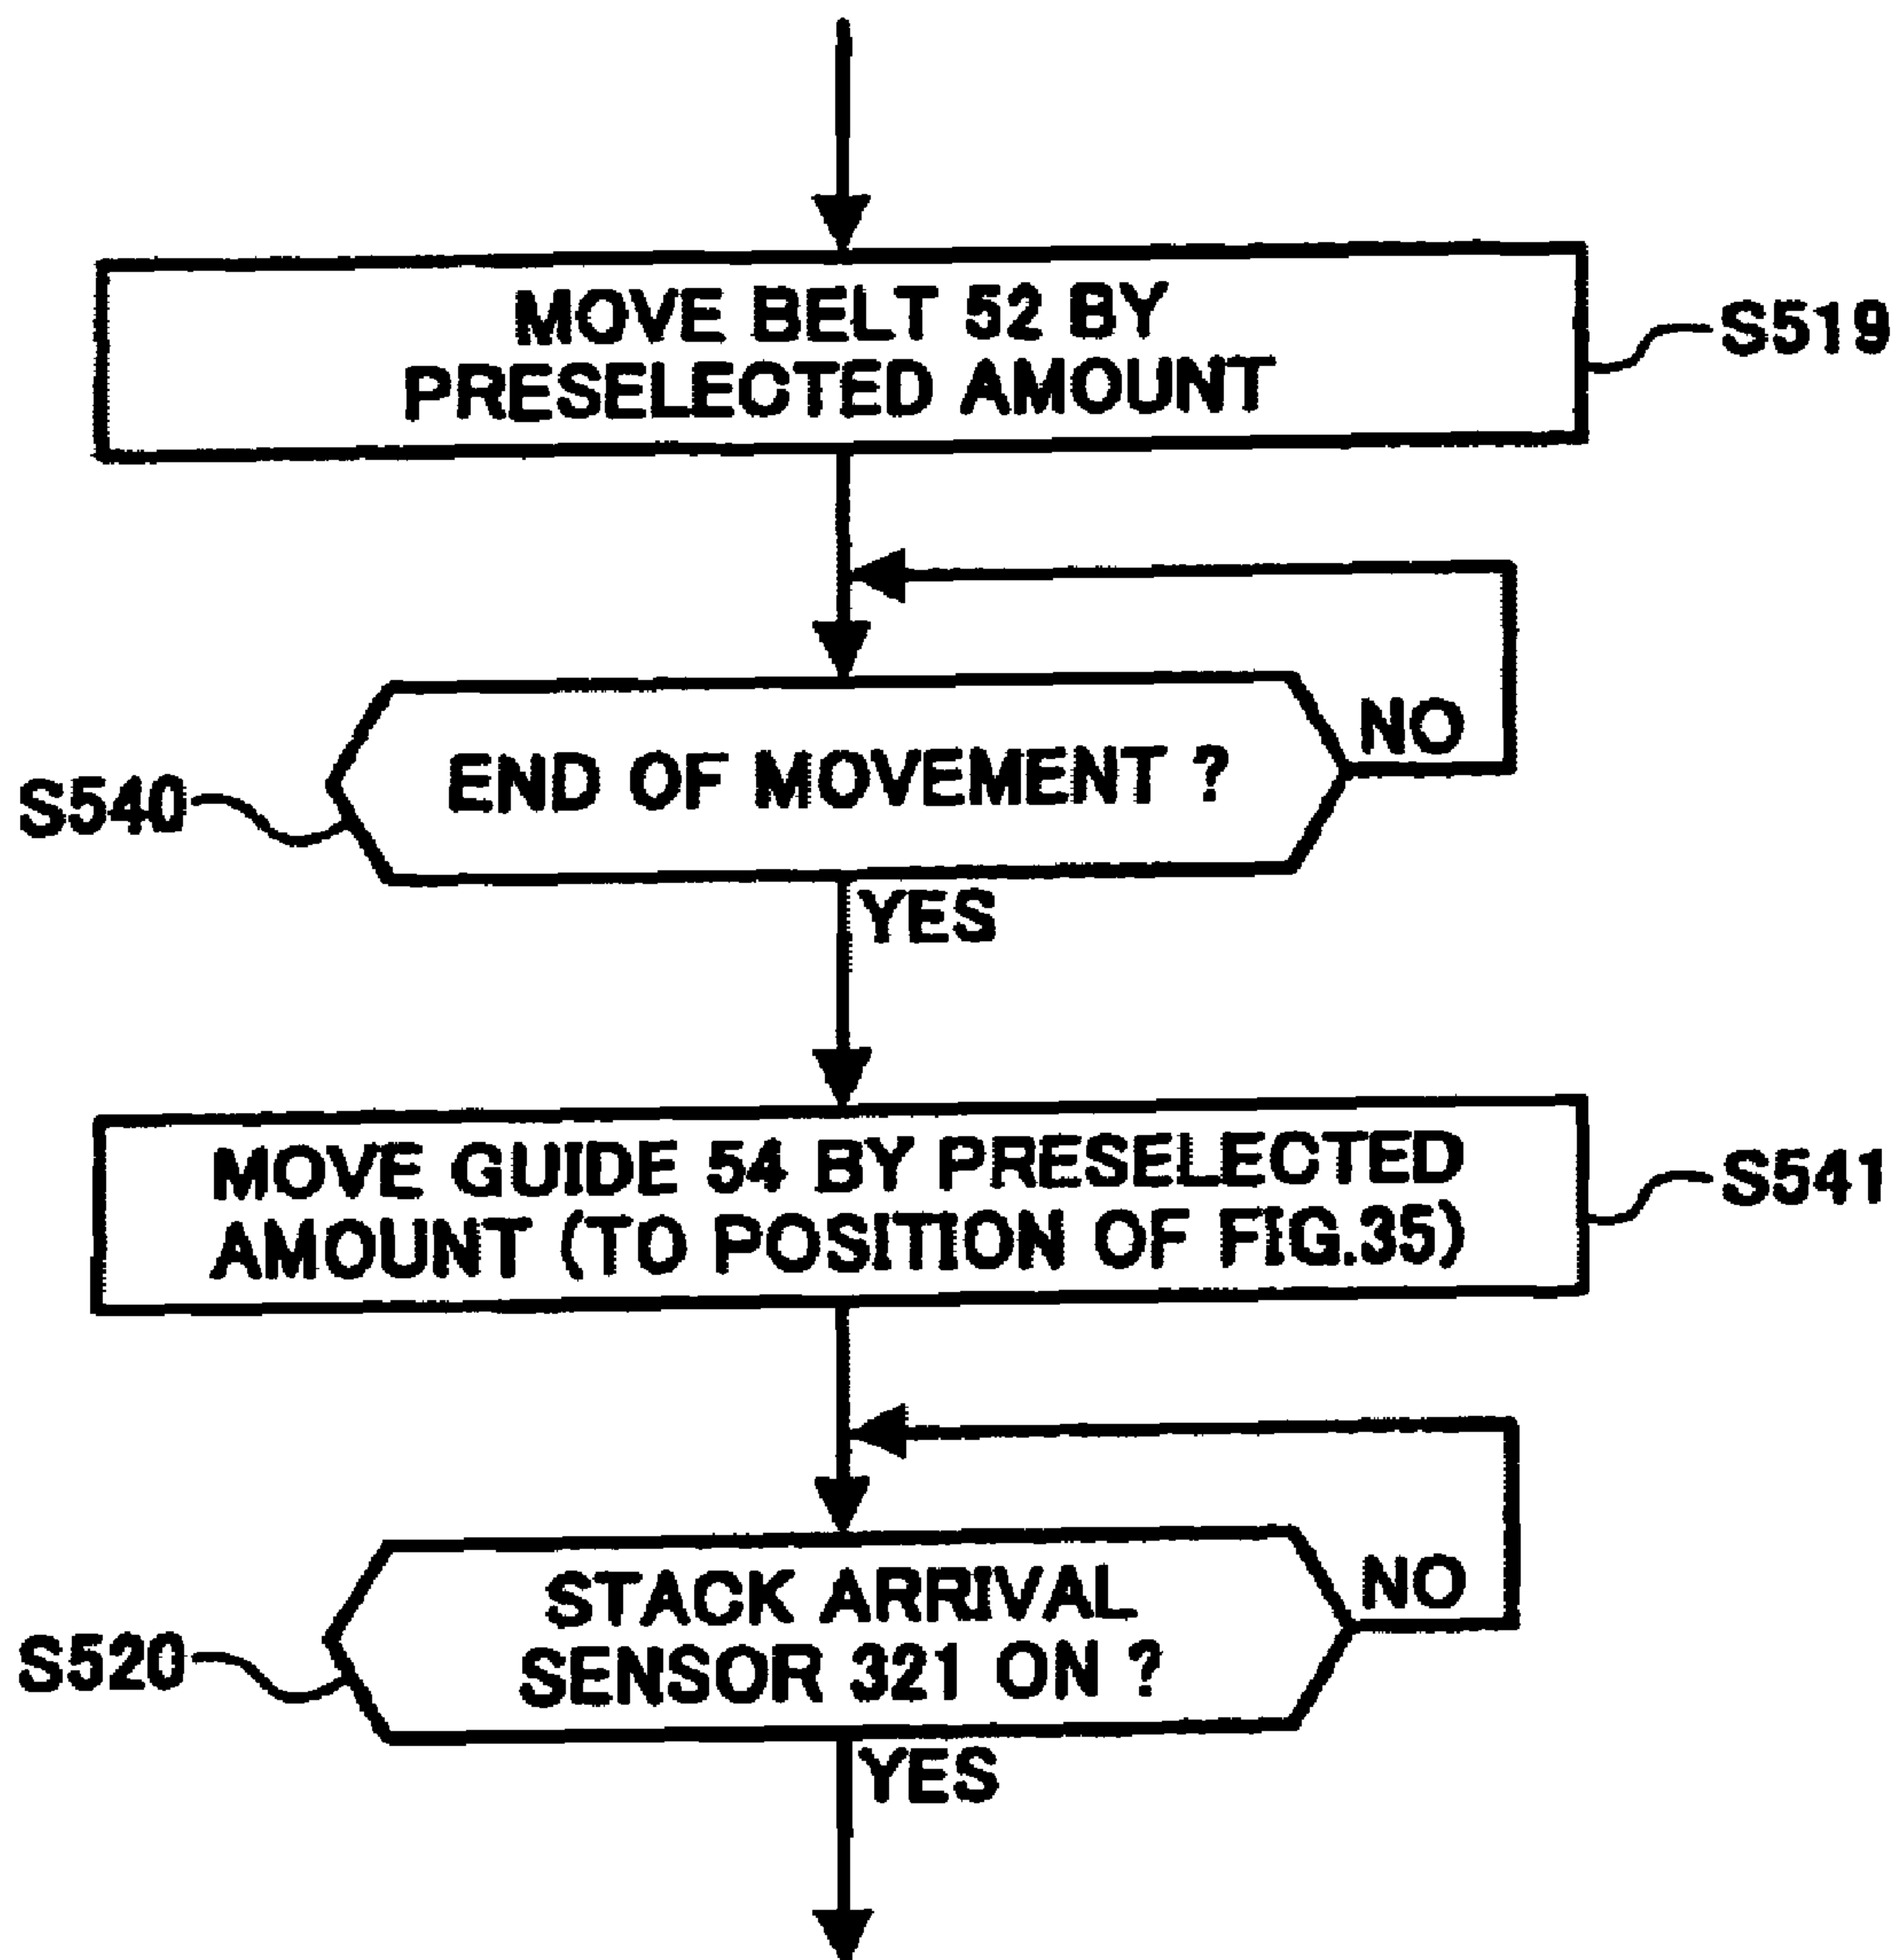 MOVE BELT 52 BY
PRESELECTED AMOUNT
S519
NO
END OF MOVEMENT ?
S540
YES
MOVE GUIDE 54 BY PRESELECTED
AMOUNT (TO POSITION OF FIG.35)
S541
NO
STACK ARRIVAL
SENSOR 321 ON ?
S520
YES